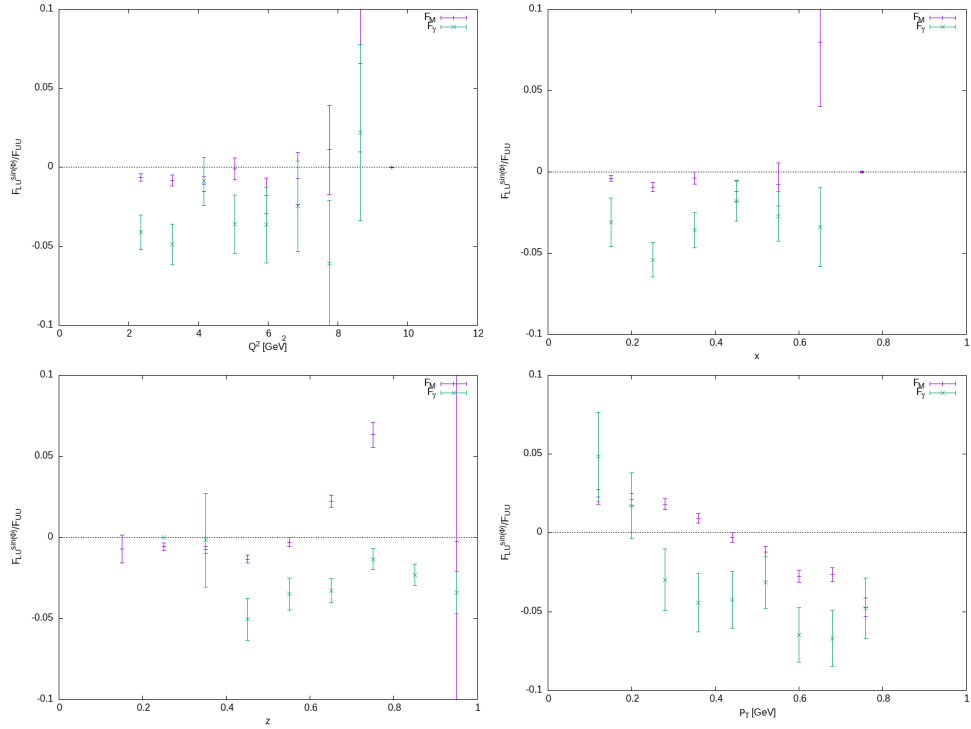 0.1
0.05
0
-0.05
-0.1
0 2 4 6 8 10 12
F_LU^sin(Φ)/F_UU
Q² [GeV²]
F_M
F_γ
0.1
0.05
0
-0.05
-0.1
0 0.2 0.4 0.6 0.8 1
F_LU^sin(Φ)/F_UU
x
F_M
F_γ
0.1
0.05
0
-0.05
-0.1
0 0.2 0.4 0.6 0.8 1
F_LU^sin(Φ)/F_UU
z
F_M
F_γ
0.1
0.05
0
-0.05
-0.1
0 0.2 0.4 0.6 0.8 1
F_LU^sin(Φ)/F_UU
P_T [GeV]
F_M
F_γ